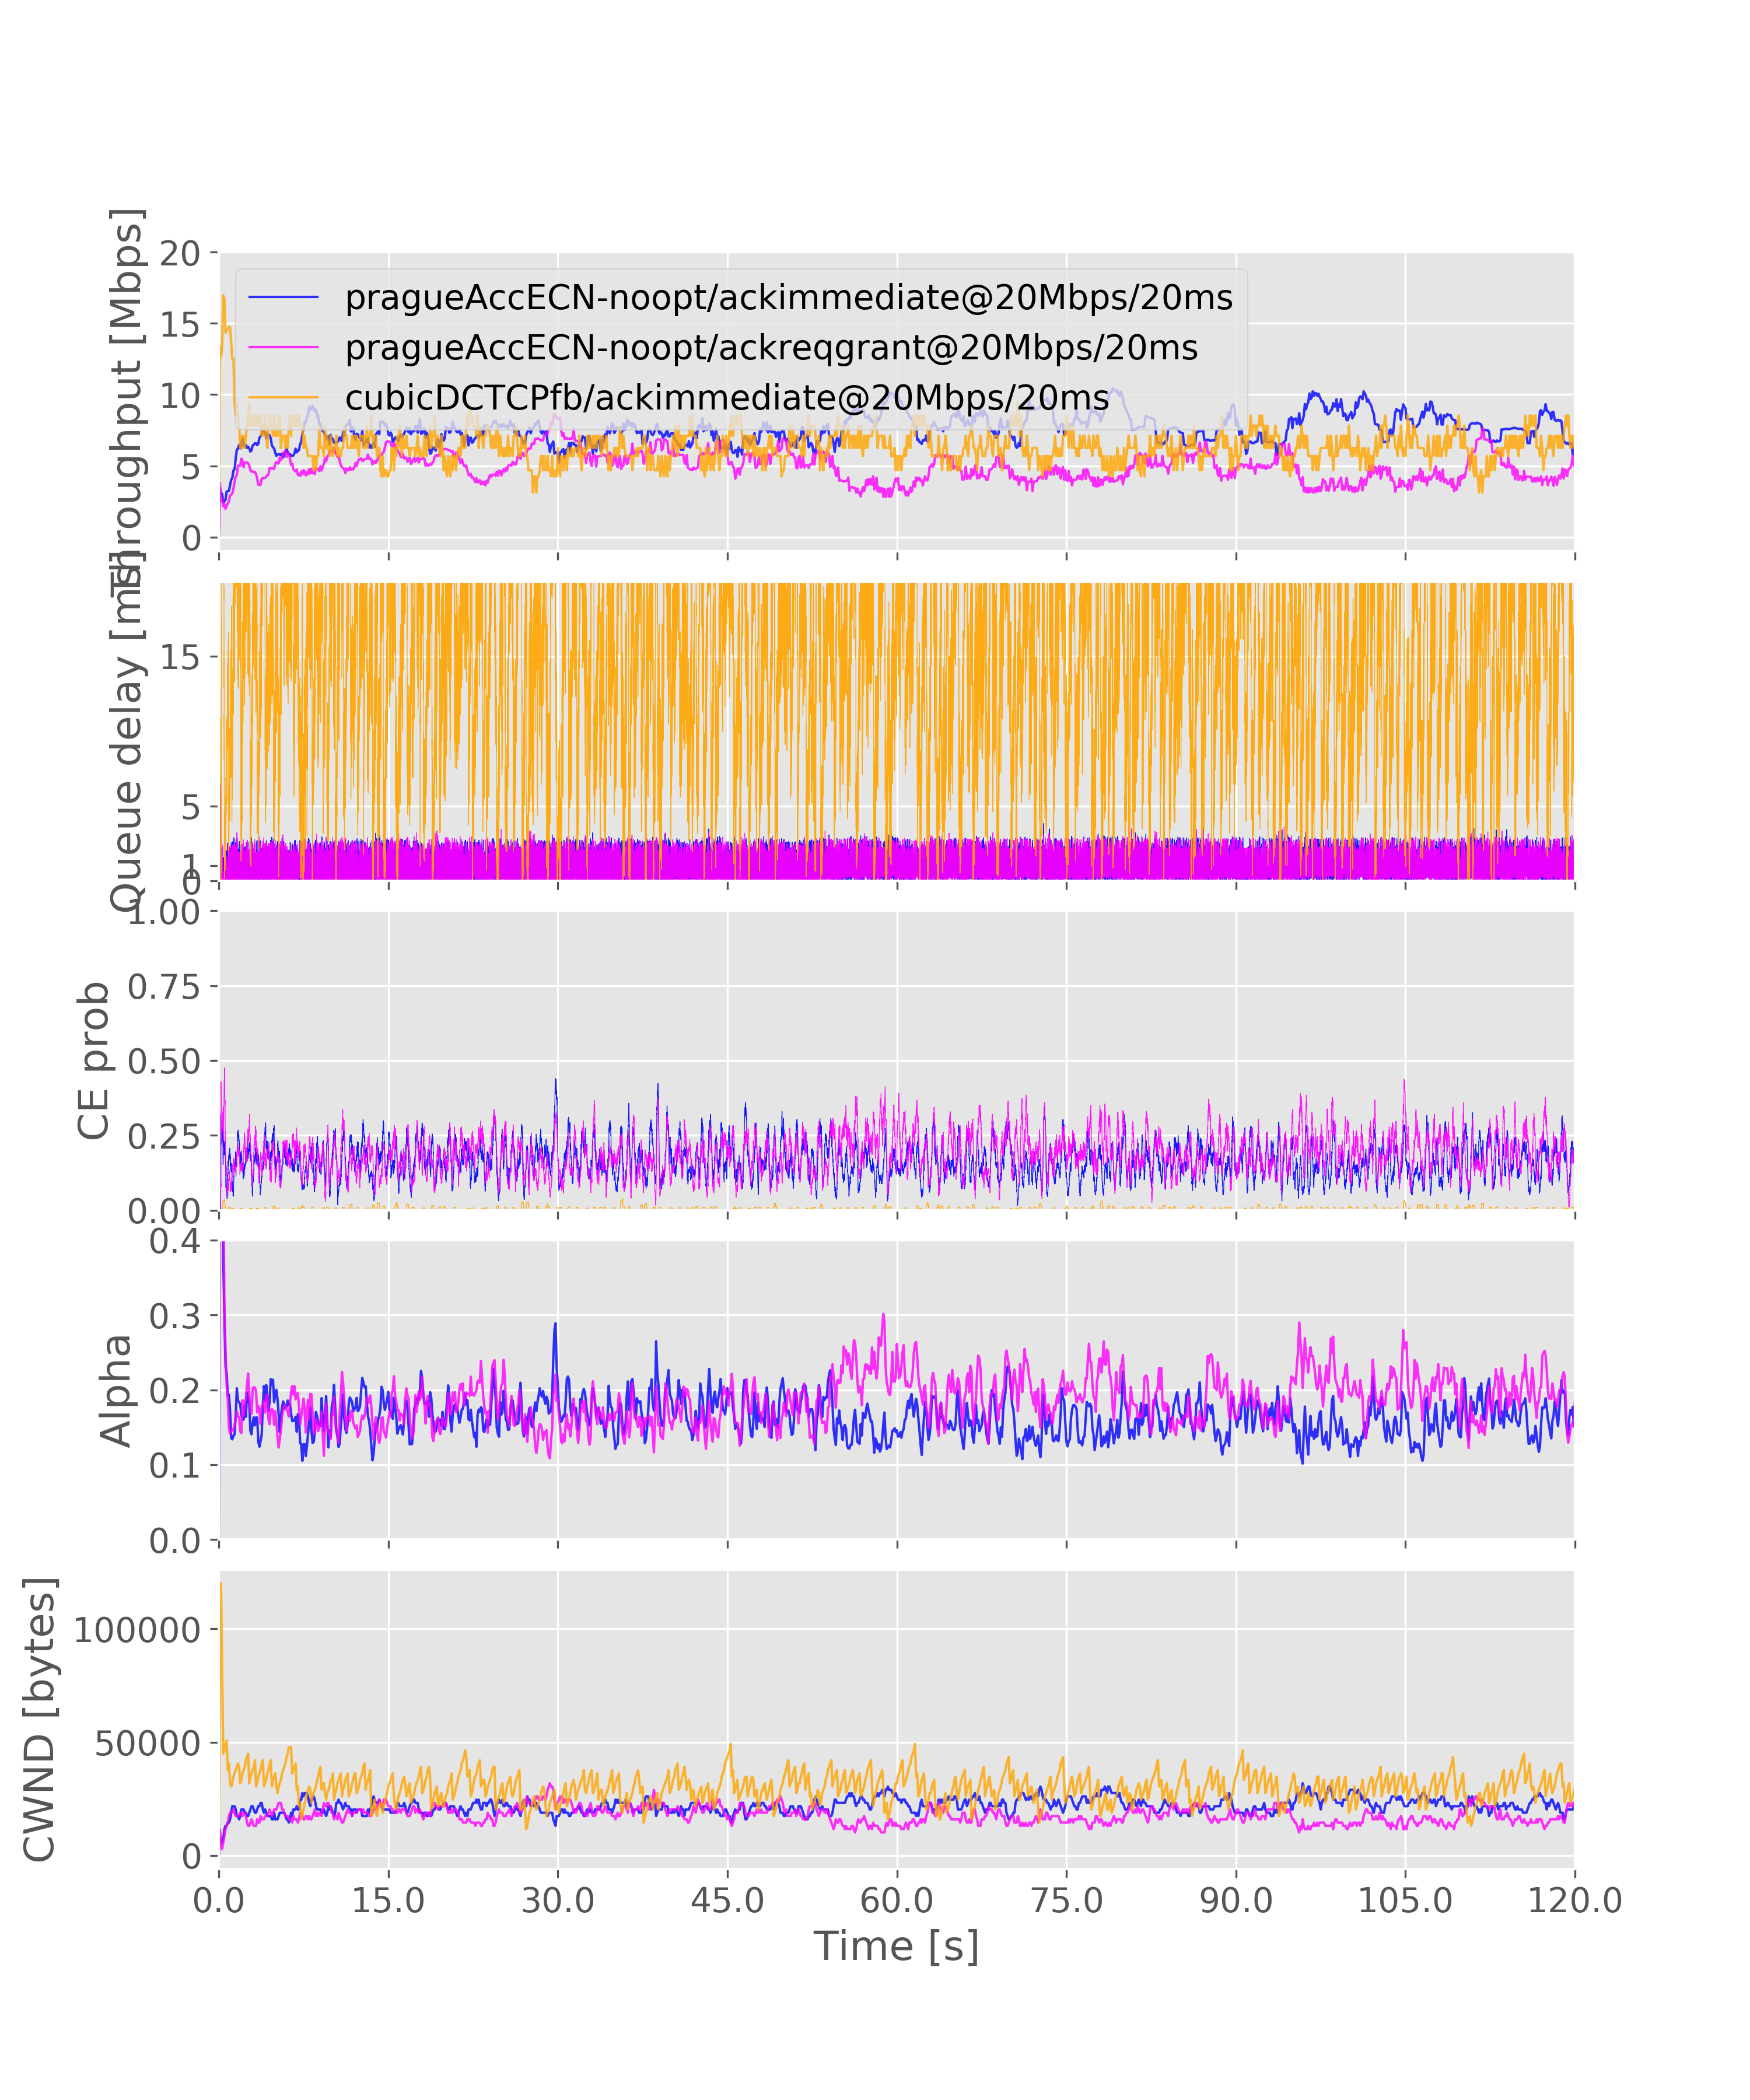 Throughput [Mbps]
20
15
10
5
0
pragueAccECN-noopt/ackimmediate@20Mbps/20ms
pragueAccECN-noopt/ackreqgrant@20Mbps/20ms
cubicDCTCPfb/ackimmediate@20Mbps/20ms
Queue delay [ms]
15
5
1
0
CE prob
1.00
0.75
0.50
0.25
0.00
Alpha
0.4
0.3
0.2
0.1
0.0
CWND [bytes]
100000
50000
0
0.0 15.0 30.0 45.0 60.0 75.0 90.0 105.0 120.0
Time [s]